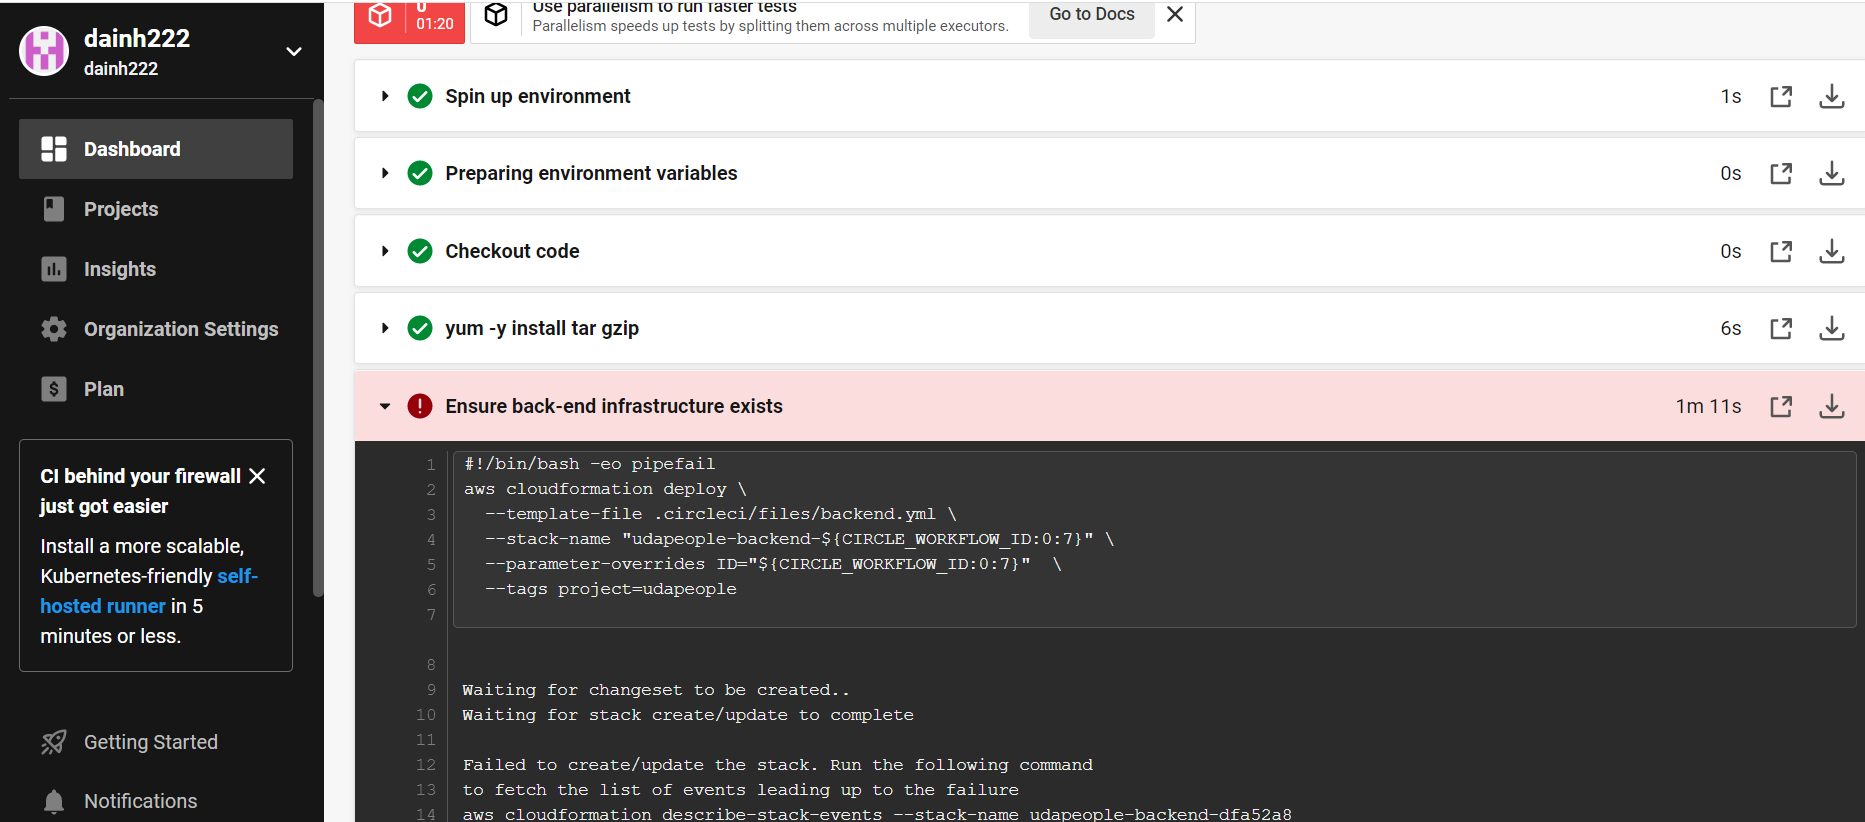 dainh222
dainh222
Dashboard
Projects
Insights
Organization Settings
Plan
CI behind your firewall
just got easier
Install a more scalable,
Kubernetes-friendly self-
hosted runner in 5
minutes or less.
Getting Started
Notifications
0
01:20
Use parallelism to run faster tests
Parallelism speeds up tests by splitting them across multiple executors.
Go to Docs
Spin up environment 1s
Preparing environment variables 0s
Checkout code 0s
yum -y install tar gzip 6s
Ensure back-end infrastructure exists 1m 11s
1 #!/bin/bash -eo pipefail
2 aws cloudformation deploy \
3 --template-file .circleci/files/backend.yml \
4 --stack-name "udapeople-backend-${CIRCLE_WORKFLOW_ID:0:7}" \
5 --parameter-overrides ID="${CIRCLE_WORKFLOW_ID:0:7}" \
6 --tags project=udapeople
7
8
9 Waiting for changeset to be created..
10 Waiting for stack create/update to complete
11
12 Failed to create/update the stack. Run the following command
13 to fetch the list of events leading up to the failure
14 aws cloudformation describe-stack-events --stack-name udapeople-backend-dfa52a8